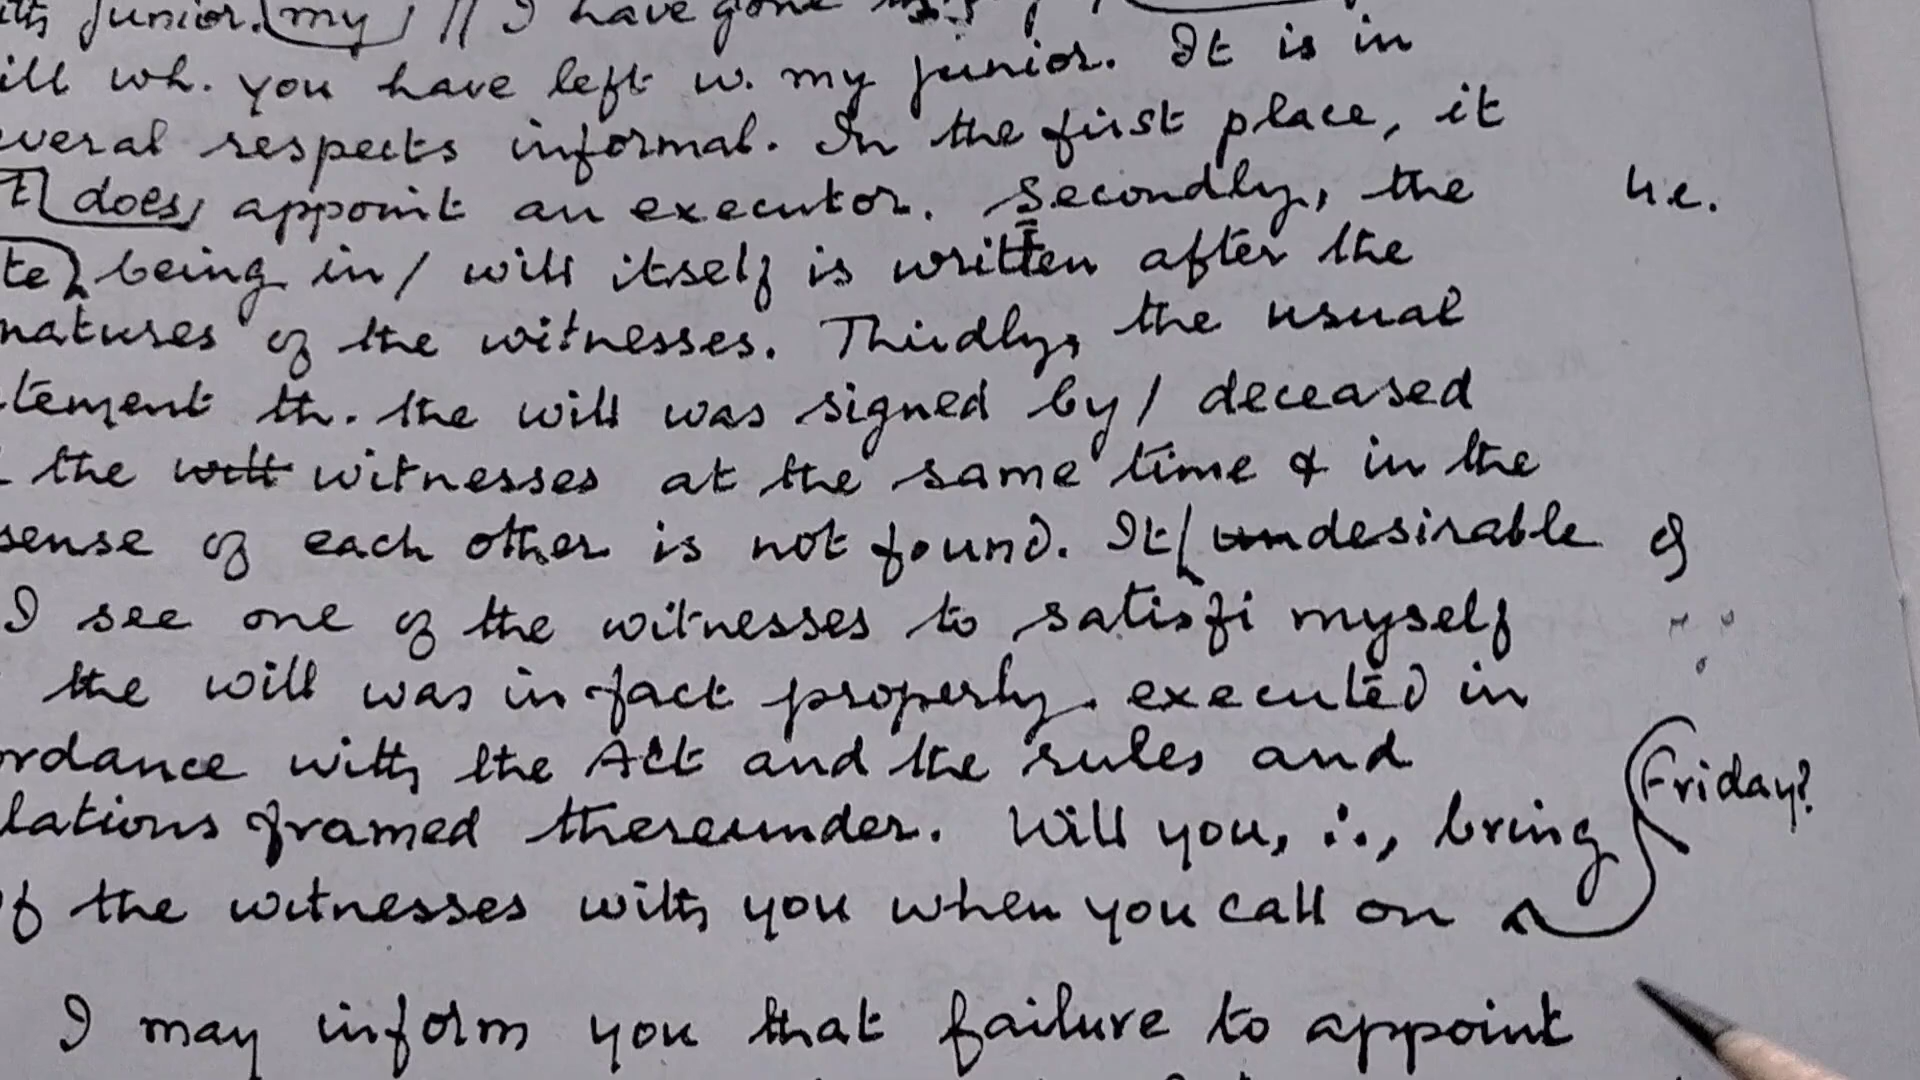 junior. my // I have gone
ill wh. you have left w. my junior. It is in
everal respects informal. In the first place, it
t does appoint an executor. Secondly, the u.c.
te being in / will itself is written after the
natures of the witnesses. Thirdly, the usual
tement th. the will was signed by / deceased
the will witnesses at the same time & in the
sense of each other is not found. It / undesirable
I see one of the witnesses to satisfi myself
the will was in fact properly executed in
ordance with the Act and the rules and
lations framed thereunder. Will you, ∴, bring
of the witnesses with you when you call on
Friday?
I may inform you that failure to appoint